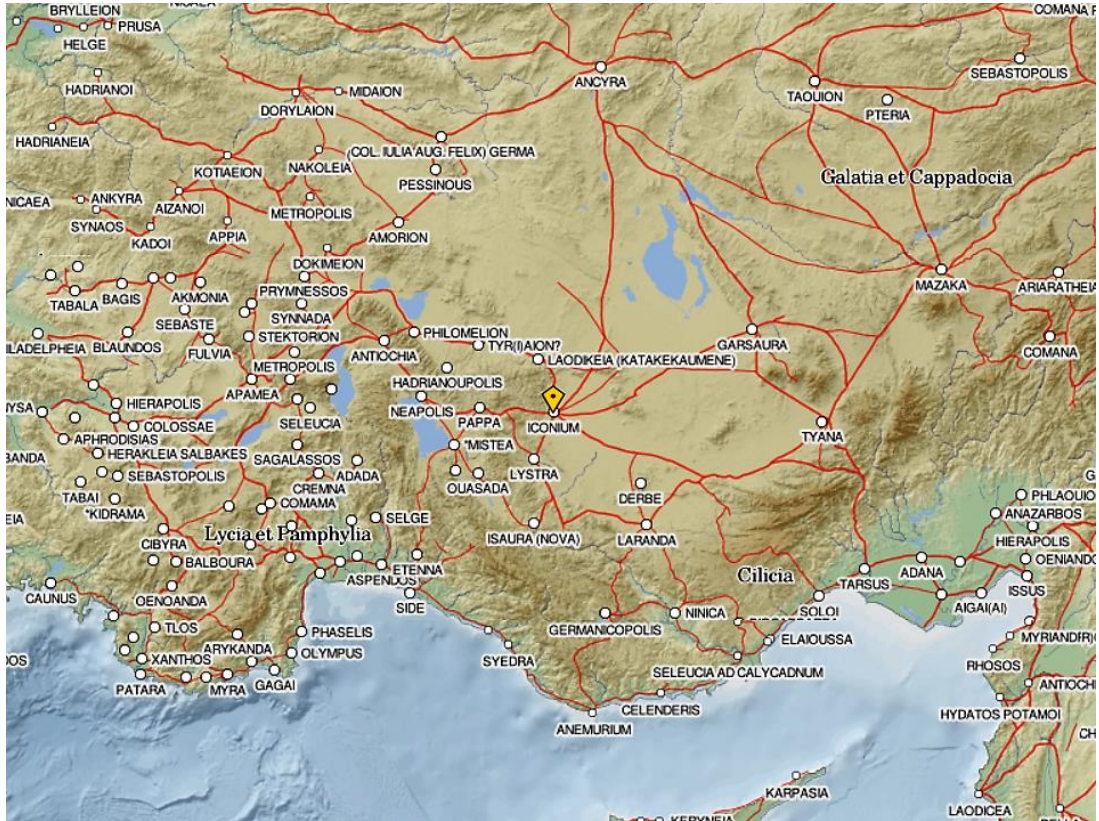 BRYLLEION
PRUSA
HELGE
COMANA P
ANCYRA
SEBASTOPOLIS
HADRIANOI
MIDAION
TAOUION
DORYLAION
PTERIA
HADRIANEIA
(COL. IULIA AUG. FELIX) GERMA
KOTIAEION
NAKOLEIA
PESSINOUS
Galatia et Cappadocia
NICAEA
ANKYRA
AIZANOI
METROPOLIS
SYNAOS
APPIA
AMORION
KADOI
DOKIMEION
MAZAKA
ARIARATHEIA
TABALA
BAGIS
AKMONIA
PRYMNESSOS
SYNNADA
SEBASTE
PHILOMELION
GARSAURA
COMANA
ILADELPHEIA
BLAUNDOS
STEKTORION
TYR(I)AION?
FULVIA
ANTIOCHIA
LAODIKEIA (KATAKEKAUMENE)
METROPOLIS
HADRIANOUPOLIS
APAMEA
NYSA
HIERAPOLIS
SELEUCIA
NEAPOLIS
PAPPA
ICONIUM
COLOSSAE
TYANA
APHRODISIAS
*MISTEA
BANDA
HERAKLEIA SALBAKES
SAGALASSOS
LYSTRA
SEBASTOPOLIS
ADADA
CREMNA
OUASADA
TABAI
DERBE
PHLAOUIO
COMAMA
*KIDRAMA
ANAZARBOS
EIA
SELGE
Lycia et Pamphylia
ISAURA (NOVA)
LARANDA
HIERAPOLIS
CIBYRA
BALBOURA
ETENNA
OENIANDO
ASPENDOS
Cilicia
TARSUS
ADANA
CAUNUS
OENOANDA
SIDE
SOLOI
AIGAI(AI)
ISSUS
NINICA
TLOS
GERMANICOPOLIS
PHASELIS
ELAIOUSSA
ARYKANDA
OLYMPUS
SYEDRA
XANTHOS
RHOSOS
PATARA
MYRA
GAGAI
SELEUCIA AD CALYCADNUM
ANTIOCHI
CELENDERIS
HYDATOS POTAMOI
ANEMURIUM
KARPASIA
LAODICEA
KERYNEIA